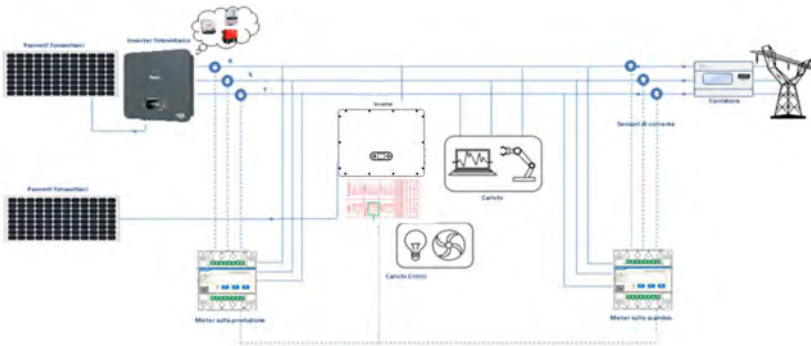 Pannelli fotovoltaici
Inverter fotovoltaico
R
S
T
Contatore
Sensori di corrente
Inverter
Carichi
Pannelli fotovoltaici
Carichi Critici
Meter sulla produzione
Meter sullo scambio